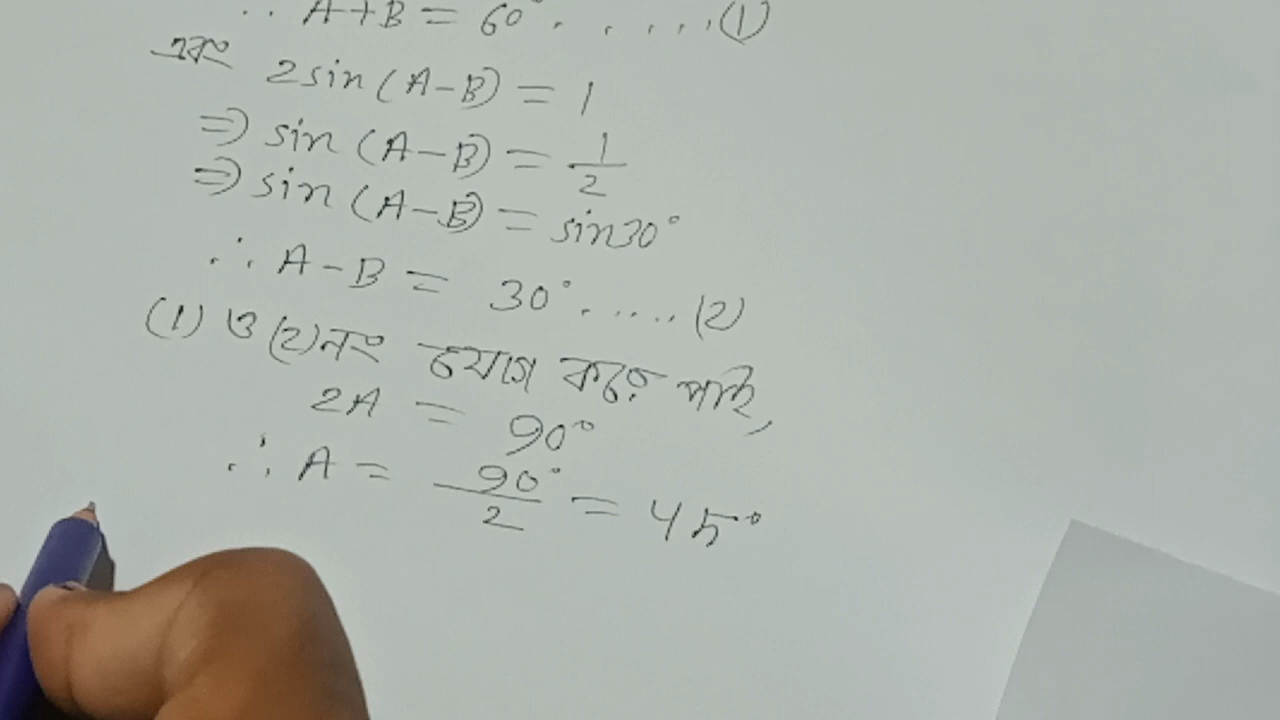 ∴ A+B = 60° . . . . . (1)
এবং 2sin(A-B) = 1
⇒ sin (A-B) = 1/2
⇒ sin (A-B) = sin30°
∴ A-B = 30° . . . . . (2)
(1) ও (2)নং যোগ করে পাই,
2A = 90°
∴ A = 90°/2 = 45°